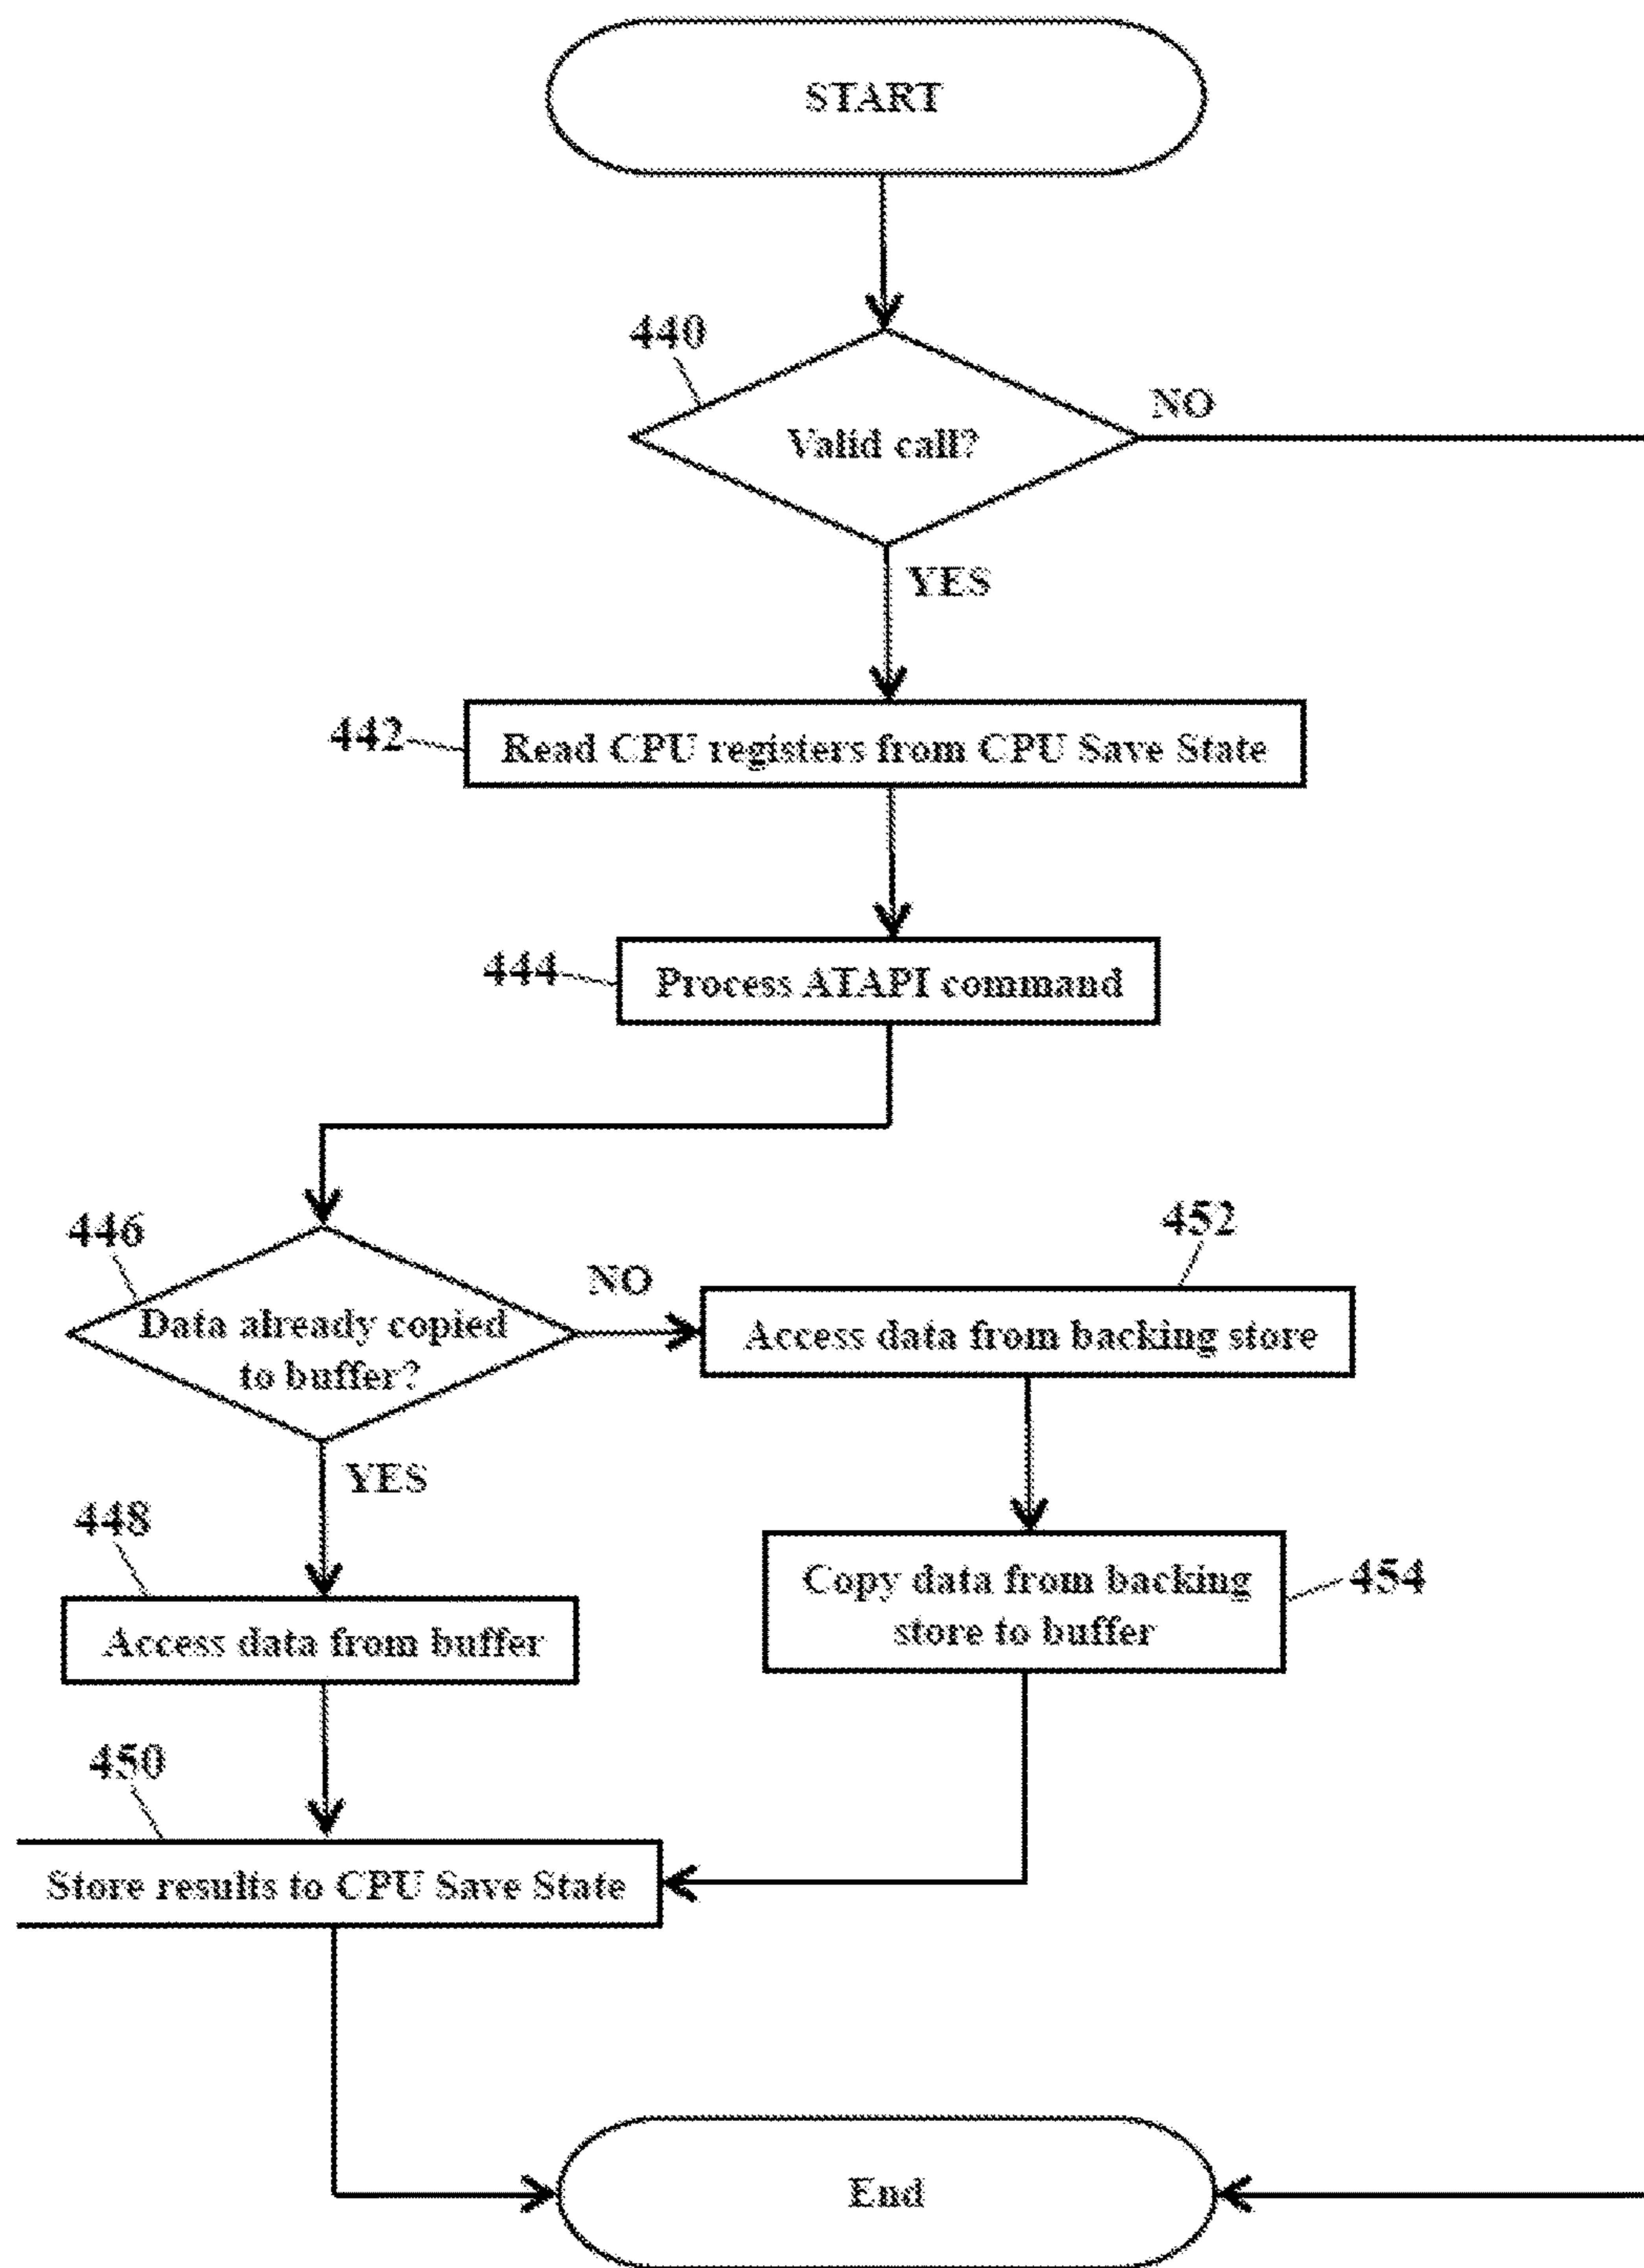 START
440
NO
Valid call?
YES
442
Read CPU registers from CPU Save State
444
Process ATAPI command
446
452
NO
Data already copied
to buffer?
Access data from backing store
YES
448
Copy data from backing
store to buffer
454
Access data from buffer
450
Store results to CPU Save State
End